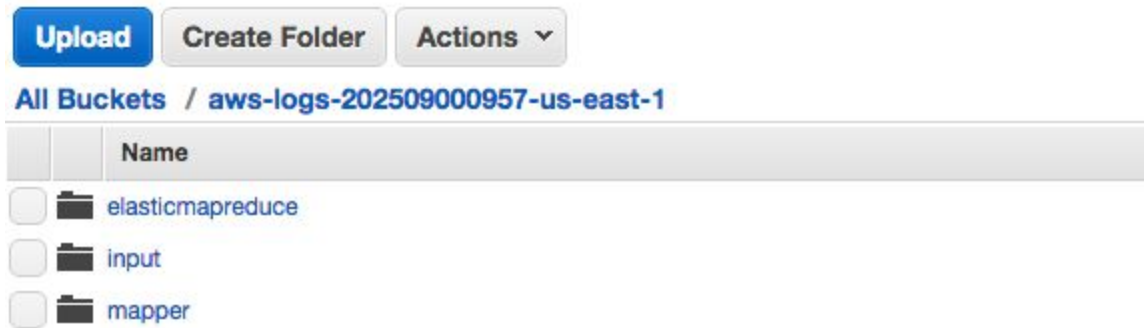 Upload Create Folder Actions
All Buckets / aws-logs-202509000957-us-east-1
Name
elasticmapreduce
input
mapper